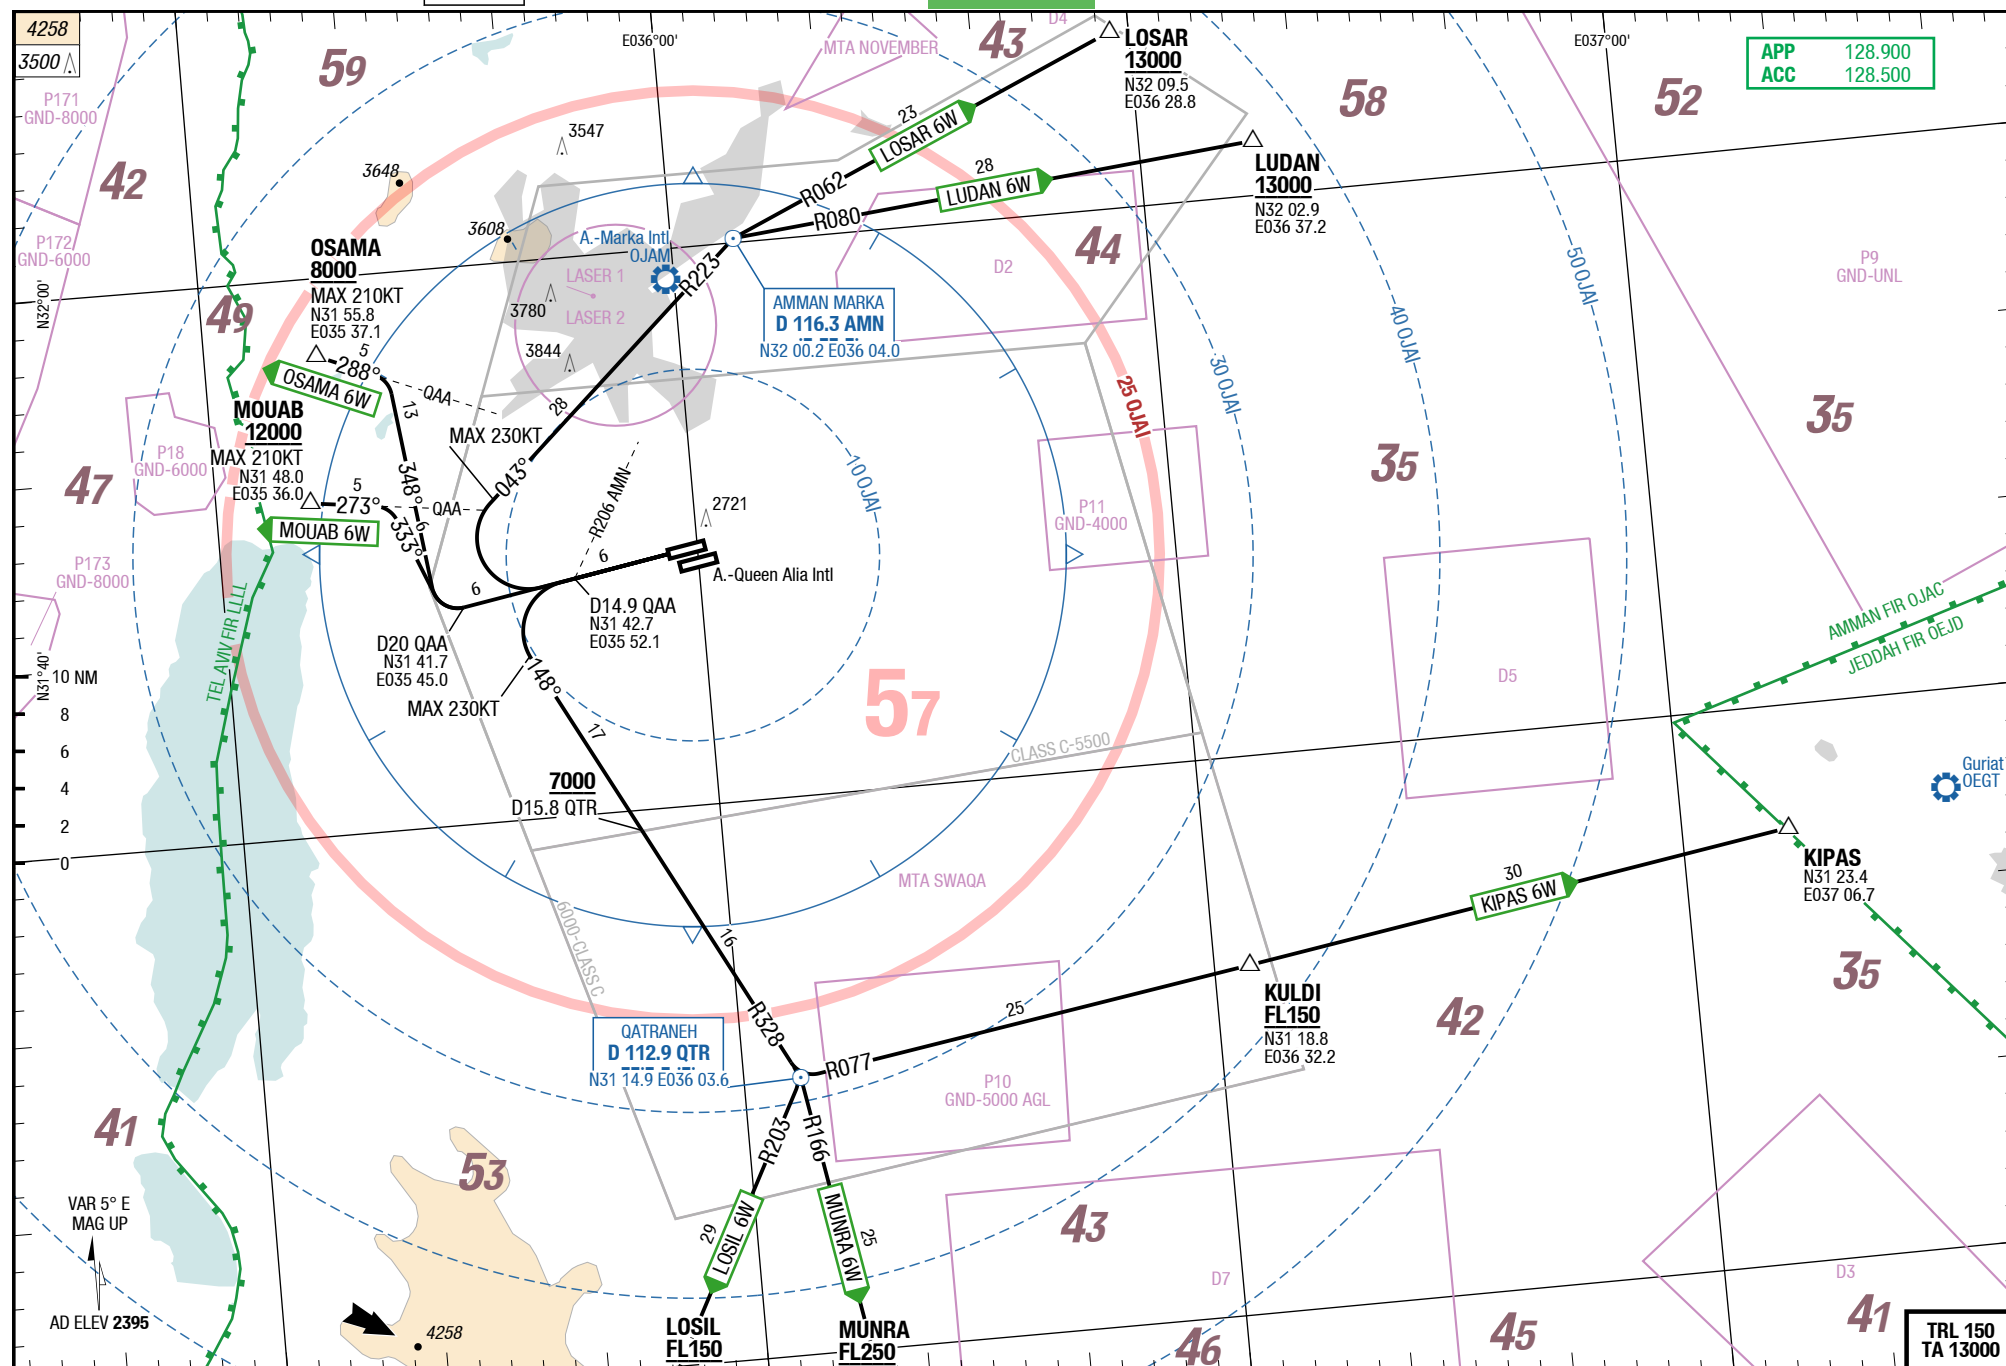 4258
3500
59
P171
GND-8000
42
P172
GND-6000
49
N32°00'
3648
3608
3547
3780
3844
E036°00'
MTA NOVEMBER
43
D4
LOSAR
13000
N32 09.5
E036 28.8
23
LOSAR 6W
R062
28
LUDAN 6W
R080
LUDAN
13000
N32 02.9
E036 37.2
58
E037°00'
52
APP 128.900
ACC 128.500
P9
GND-UNL
44
D2
A.-Marka Intl
OJAM
LASER 1
LASER 2
R223
AMMAN MARKA
D 116.3 AMN
N32 00.2 E036 04.0
OSAMA
8000
MAX 210KT
N31 55.8
E035 37.1
5
288°
QAA
OSAMA 6W
13
348°
6
MOUAB
12000
MAX 210KT
N31 48.0
E035 36.0
5
273°
QAA
MOUAB 6W
333°
P18
GND-6000
47
P173
GND-8000
TEL AVIV FIR LLLL
N31°40'
10 NM
8
6
4
2
0
28
MAX 230KT
043°
R206 AMN
6
6
2721
A.-Queen Alia Intl
D14.9 QAA
N31 42.7
E035 52.1
D20 QAA
N31 41.7
E035 45.0
148°
MAX 230KT
17
7000
D15.8 QTR
57
10 OJAI
25 OJAI
30 OJAI
40 OJAI
50 OJAI
P11
GND-4000
35
35
AMMAN FIR OJAC
JEDDAH FIR OEJD
D5
CLASS C-5500
6000-CLASS C
MTA SWAQA
16
R328
QATRANEH
D 112.9 QTR
N31 14.9 E036 03.6
R077
25
P10
GND-5000 AGL
KULDI
FL150
N31 18.8
E036 32.2
30
KIPAS 6W
KIPAS
N31 23.4
E037 06.7
Guriat
OEGT
35
42
41
53
R203
R166
29
LOSIL 6W
MUNRA 6W
25
LOSIL
FL150
MUNRA
FL250
43
D7
46
45
D3
41
VAR 5° E
MAG UP
AD ELEV 2395
4258
TRL 150
TA 13000